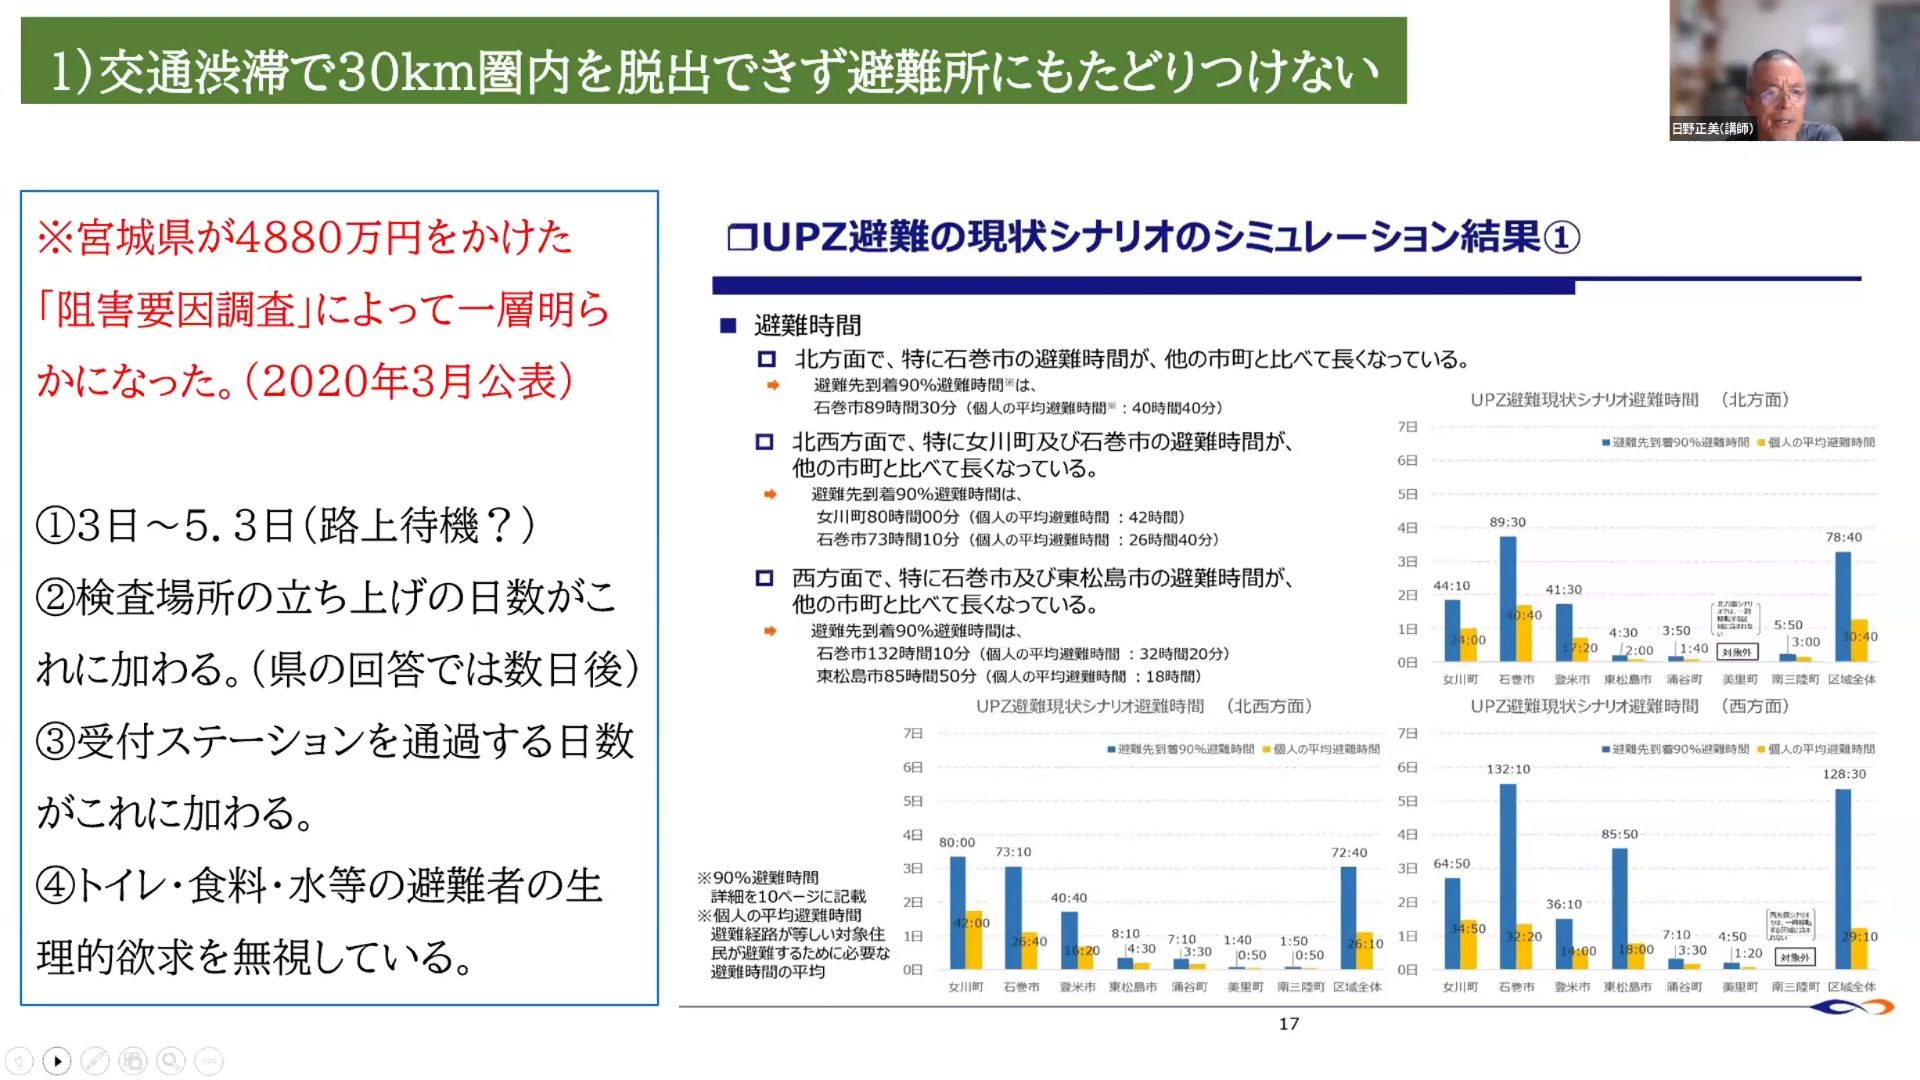 1）交通渋滞で30km圏内を脱出できず避難所にもたどりつけない
日野正美(講師)
※宮城県が4880万円をかけた
「阻害要因調査」によって一層明ら
かになった。（2020年3月公表）
①3日～5．3日（路上待機？）
②検査場所の立ち上げの日数がこ
れに加わる。（県の回答では数日後）
③受付ステーションを通過する日数
がこれに加わる。
④トイレ・食料・水等の避難者の生
理的欲求を無視している。
❒UPZ避難の現状シナリオのシミュレーション結果①
■ 避難時間
北方面で、特に石巻市の避難時間が、他の市町と比べて長くなっている。
避難先到着90%避難時間※は、
石巻市89時間30分（個人の平均避難時間※：40時間40分）
北西方面で、特に女川町及び石巻市の避難時間が、
他の市町と比べて長くなっている。
避難先到着90%避難時間は、
女川町80時間00分（個人の平均避難時間：42時間）
石巻市73時間10分（個人の平均避難時間：26時間40分）
西方面で、特に石巻市及び東松島市の避難時間が、
他の市町と比べて長くなっている。
避難先到着90%避難時間は、
石巻市132時間10分（個人の平均避難時間：32時間20分）
東松島市85時間50分（個人の平均避難時間：18時間）
UPZ避難現状シナリオ避難時間 （北方面）
避難先到着90%避難時間 個人の平均避難時間
7日
6日
5日
4日
3日
2日
1日
0日
44:10 89:30 41:30 4:30 3:50 5:50 78:40
24:00 40:40 17:20 2:00 1:40 3:00 30:40
対象外
女川町 石巻市 登米市 東松島市 涌谷町 美里町 南三陸町 区域全体
UPZ避難現状シナリオ避難時間 （北西方面）
避難先到着90%避難時間 個人の平均避難時間
7日
6日
5日
4日
3日
2日
1日
0日
80:00 73:10 40:40 8:10 7:10 1:40 1:50 72:40
42:00 26:40 16:20 4:30 3:30 0:50 0:50 26:10
女川町 石巻市 登米市 東松島市 涌谷町 美里町 南三陸町 区域全体
UPZ避難現状シナリオ避難時間 （西方面）
避難先到着90%避難時間 個人の平均避難時間
7日
6日
5日
4日
3日
2日
1日
0日
64:50 132:10 36:10 85:50 7:10 4:50 128:30
34:50 32:20 14:00 18:00 3:30 1:20 29:10
対象外
女川町 石巻市 登米市 東松島市 涌谷町 美里町 南三陸町 区域全体
※90%避難時間
詳細を10ページに記載
※個人の平均避難時間
避難経路が等しい対象住
民が避難するために必要な
避難時間の平均
17